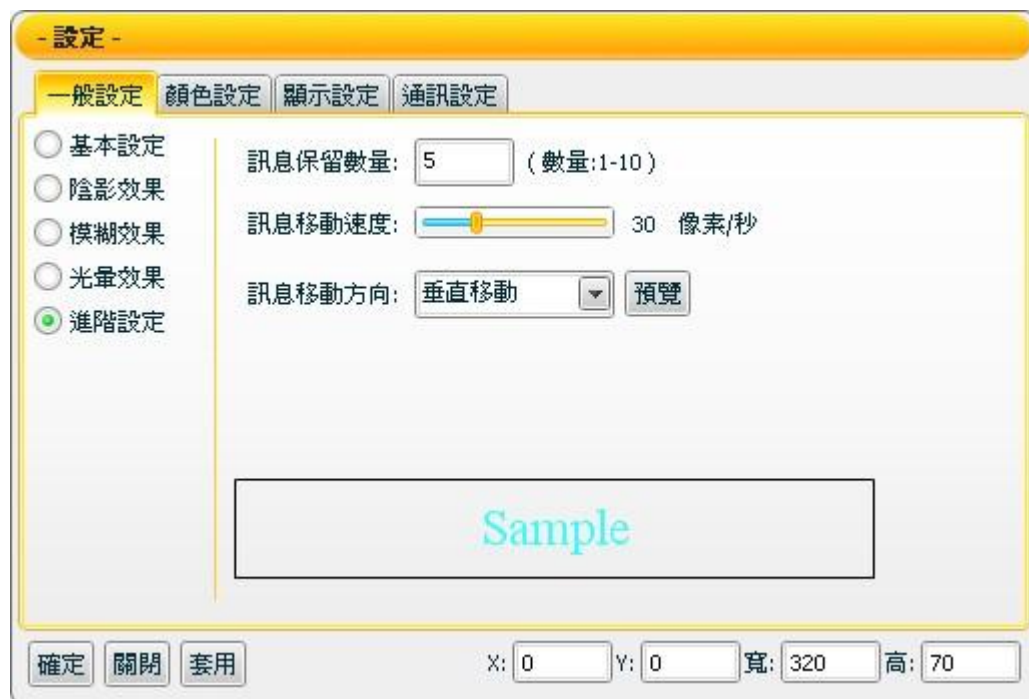 - 設定 -
一般設定 顏色設定 顯示設定 通訊設定
基本設定
陰影效果
模糊效果
光暈效果
進階設定
訊息保留數量: 5 (數量:1-10)
訊息移動速度: 30 像素/秒
訊息移動方向: 垂直移動 預覽
Sample
確定 關閉 套用 X: 0 Y: 0 寬: 320 高: 70